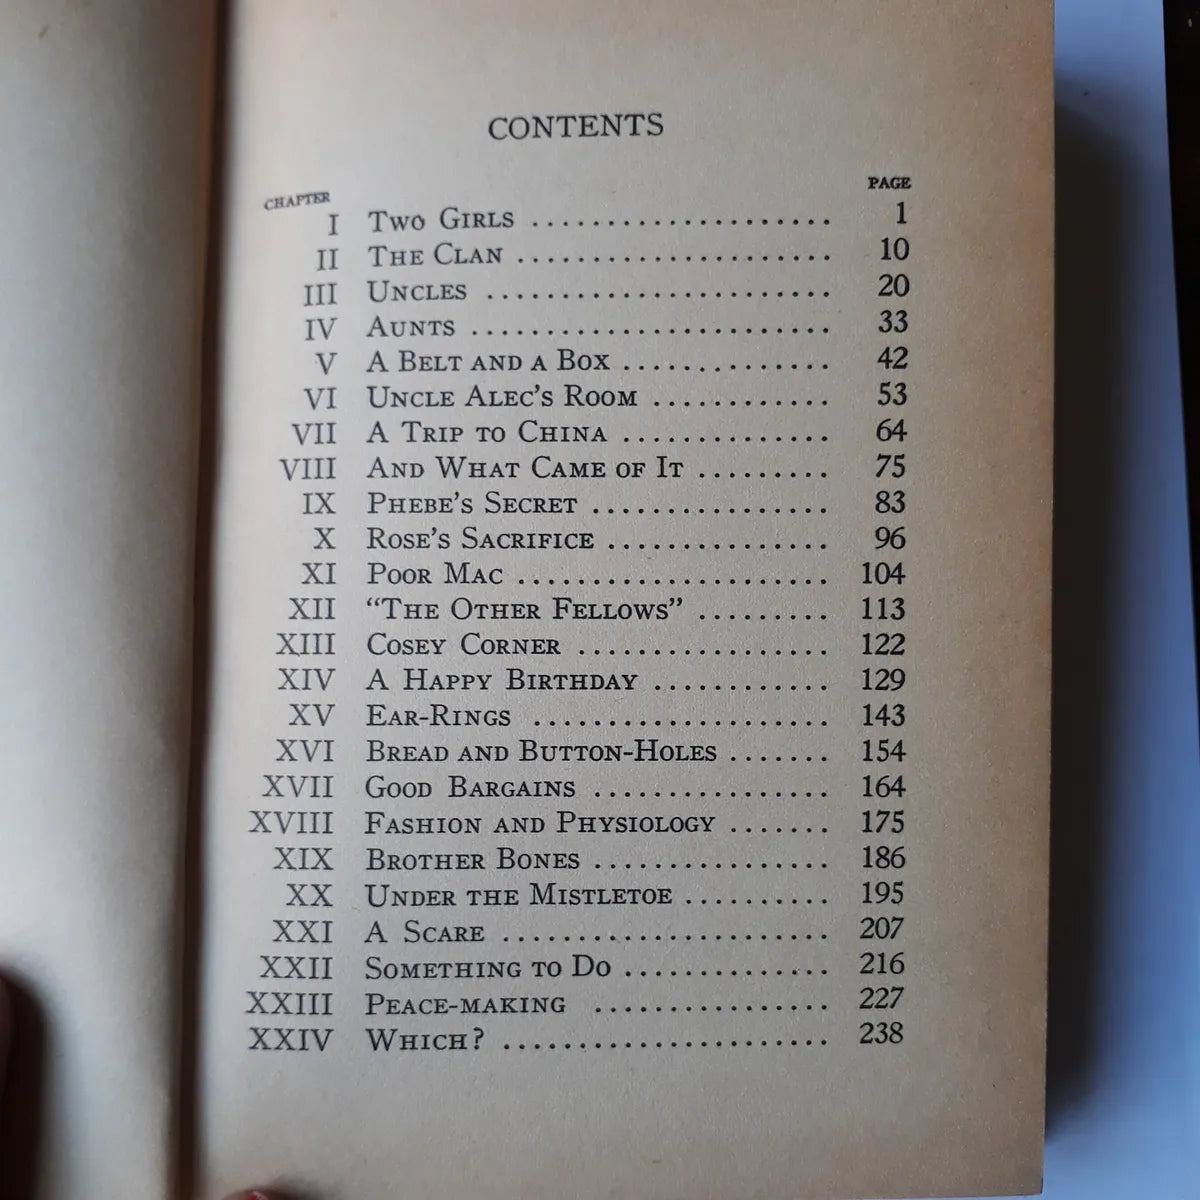 CONTENTS
CHAPTER PAGE
I Two Girls ..................... 1
II The Clan ...................... 10
III Uncles ....................... 20
IV Aunts ........................ 33
V A Belt and a Box .............. 42
VI Uncle Alec's Room ............ 53
VII A Trip to China .............. 64
VIII And What Came of It ......... 75
IX Phebe's Secret ................ 83
X Rose's Sacrifice ............... 96
XI Poor Mac ..................... 104
XII "The Other Fellows" ......... 113
XIII Cosey Corner ................. 122
XIV A Happy Birthday ............ 129
XV Ear-Rings .................... 143
XVI Bread and Button-Holes ....... 154
XVII Good Bargains ................ 164
XVIII Fashion and Physiology ....... 175
XIX Brother Bones ................ 186
XX Under the Mistletoe .......... 195
XXI A Scare ...................... 207
XXII Something to Do .............. 216
XXIII Peace-making ................ 227
XXIV Which? ...................... 238